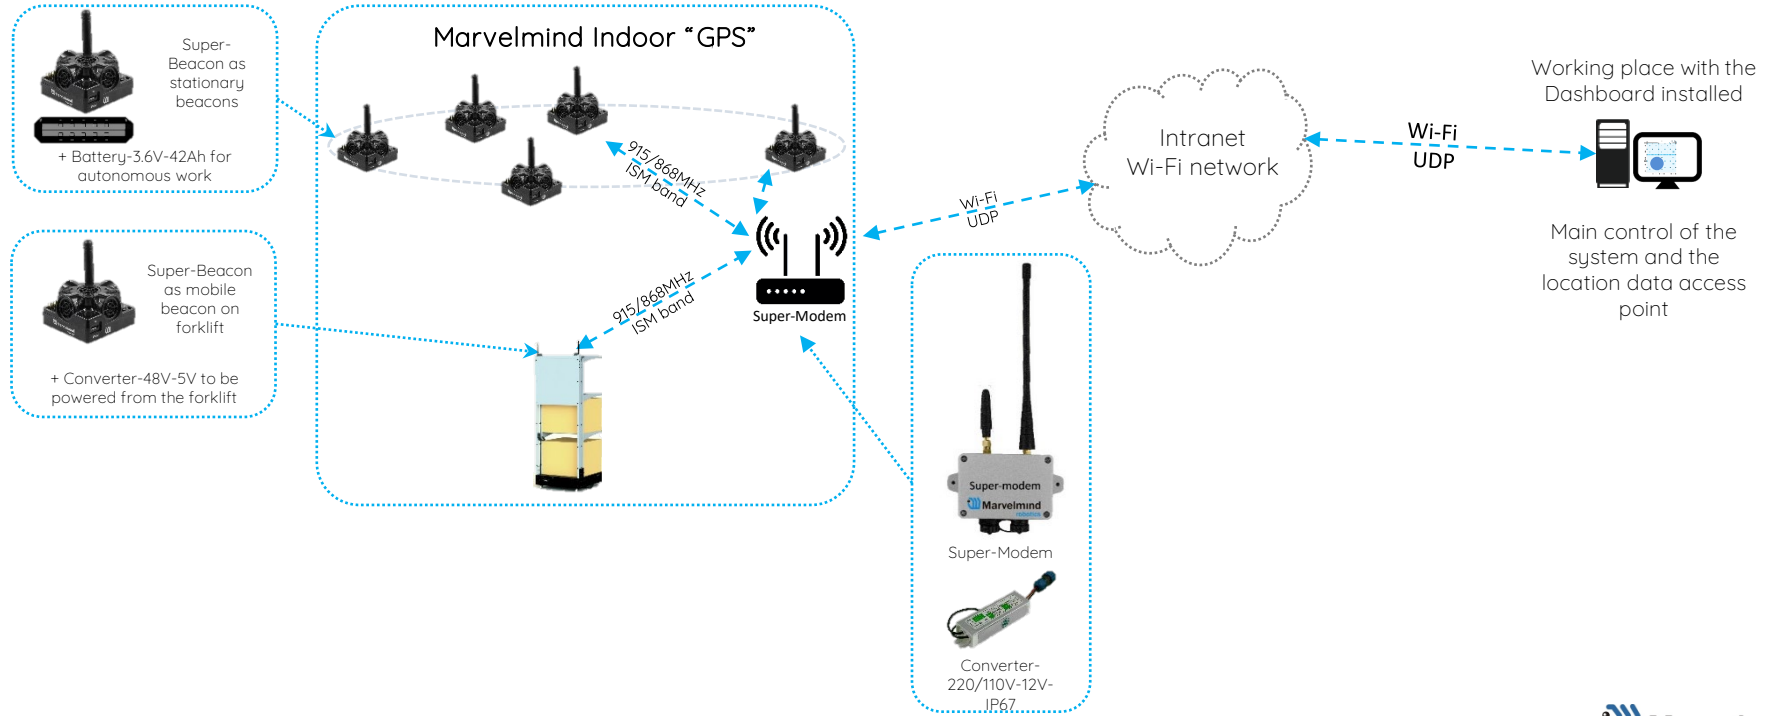 Super-
Beacon as
stationary
beacons
+ Battery-3.6V-42Ah for
autonomous work
Super-Beacon
as mobile
beacon on
forklift
+ Converter-48V-5V to be
powered from the forklift
Marvelmind Indoor “GPS”
915/868MHz
ISM band
915/868MHz
ISM band
Super-Modem
Wi-Fi
UDP
Super-modem
Marvelmind
Super-Modem
Converter-
220/110V-12V-
IP67
Intranet
Wi-Fi network
Wi-Fi
UDP
Working place with the
Dashboard installed
Main control of the
system and the
location data access
point